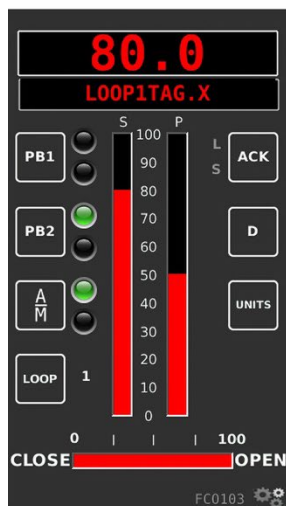 80.0
LOOP1TAG.X
S P
100
90
80
70
60
50
40
30
20
10
0
PB1
PB2
A
M
LOOP 1
L
S
ACK
D
UNITS
0 | | | 100
CLOSE OPEN
FC0103